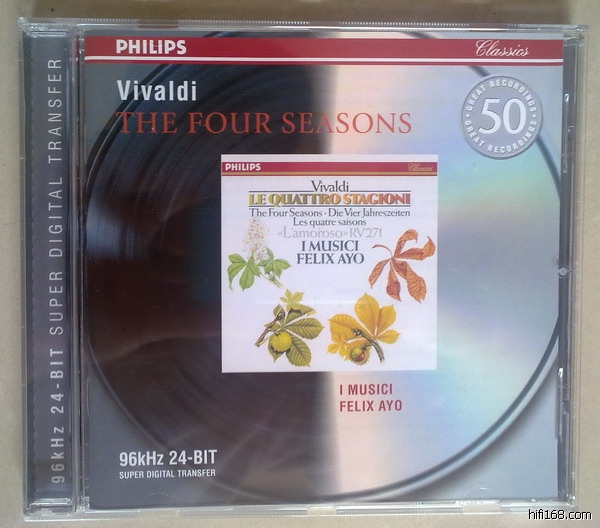 96kHz 24-BIT SUPER DIGITAL TRANSFER
PHILIPS
Classics
Vivaldi
THE FOUR SEASONS
GREAT RECORDINGS
50
GREAT RECORDINGS
PHILIPS
Classics
Vivaldi
LE QUATTRO STAGIONI
The Four Seasons · Die Vier Jahreszeiten
Les quatre saisons
«L'amoroso» RV 271
I MUSICI
FELIX AYO
I MUSICI
FELIX AYO
96kHz 24-BIT
SUPER DIGITAL TRANSFER
hifi168.com